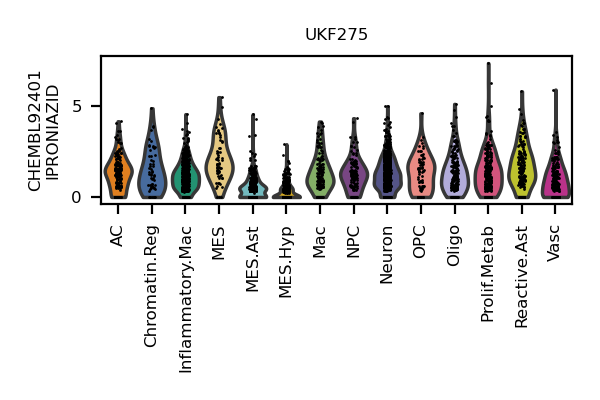 UKF275
CHEMBL92401
IPRONIAZID
5
0
AC
Chromatin.Reg
Inflammatory.Mac
MES
MES.Ast
MES.Hyp
Mac
NPC
Neuron
OPC
Oligo
Prolif.Metab
Reactive.Ast
Vasc